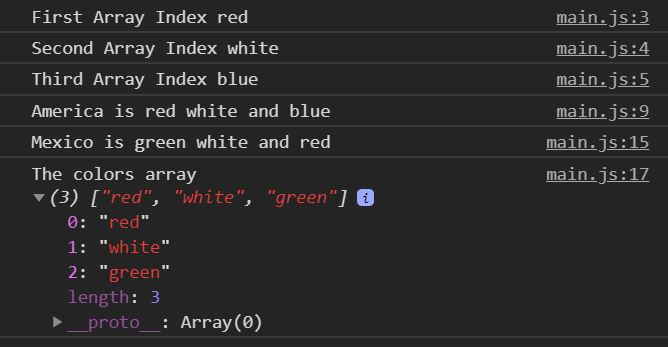 First Array Index red main.js:3
Second Array Index white main.js:4
Third Array Index blue main.js:5
America is red white and blue main.js:9
Mexico is green white and red main.js:15
The colors array main.js:17
▼(3) ["red", "white", "green"] i
0: "red"
1: "white"
2: "green"
length: 3
▶__proto__: Array(0)